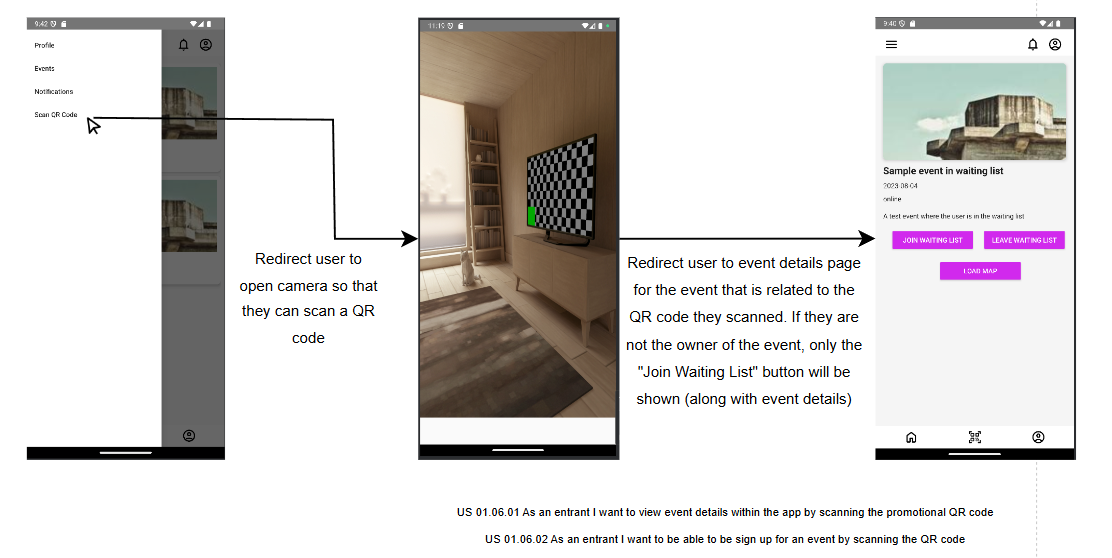 9:42
Profile
Events
Notifications
Scan QR Code
Redirect user to
open camera so that
they can scan a QR
code
11:19
Redirect user to event details page
for the event that is related to the
QR code they scanned. If they are
not the owner of the event, only the
"Join Waiting List" button will be
shown (along with event details)
9:40
Sample event in waiting list
2023-08-04
online
A test event where the user is in the waiting list
JOIN WAITING LIST
LEAVE WAITING LIST
LOAD MAP
US 01.06.01 As an entrant I want to view event details within the app by scanning the promotional QR code
US 01.06.02 As an entrant I want to be able to be sign up for an event by scanning the QR code